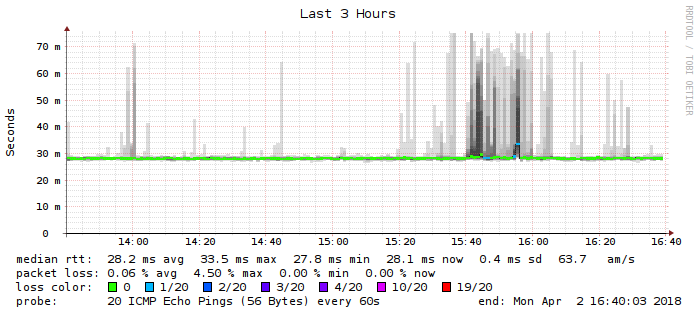 Last 3 Hours
RRDTOOL / TOBI OETIKER
Seconds
70 m
60 m
50 m
40 m
30 m
20 m
10 m
0
14:00 14:20 14:40 15:00 15:20 15:40 16:00 16:20 16:40
median rtt: 28.2 ms avg 33.5 ms max 27.8 ms min 28.1 ms now 0.4 ms sd 63.7 am/s
packet loss: 0.06 % avg 4.50 % max 0.00 % min 0.00 % now
loss color: 0 1/20 2/20 3/20 4/20 10/20 19/20
probe: 20 ICMP Echo Pings (56 Bytes) every 60s end: Mon Apr 2 16:40:03 2018